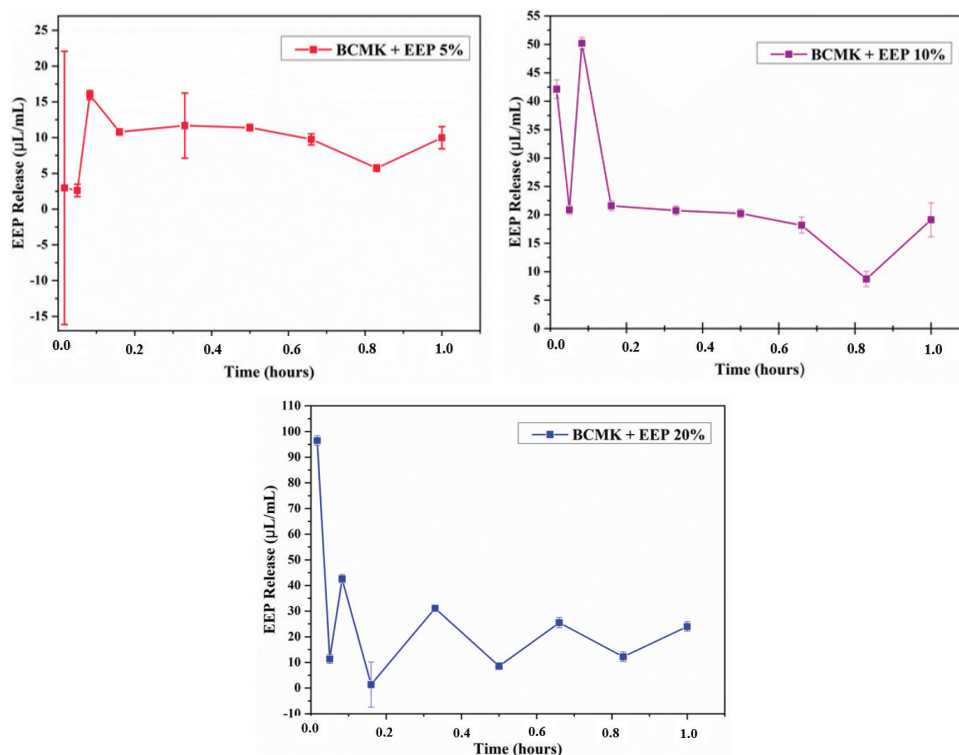 BCMK + EEP 5%
EEP Release (µL/mL)
25
20
15
10
5
0
-5
-10
-15
0.0 0.2 0.4 0.6 0.8 1.0
Time (hours)
BCMK + EEP 10%
EEP Release (µL/mL)
55
50
45
40
35
30
25
20
15
10
5
0
0.0 0.2 0.4 0.6 0.8 1.0
Time (hours)
BCMK + EEP 20%
EEP Release (µL/mL)
110
100
90
80
70
60
50
40
30
20
10
0
-10
0.0 0.2 0.4 0.6 0.8 1.0
Time (hours)